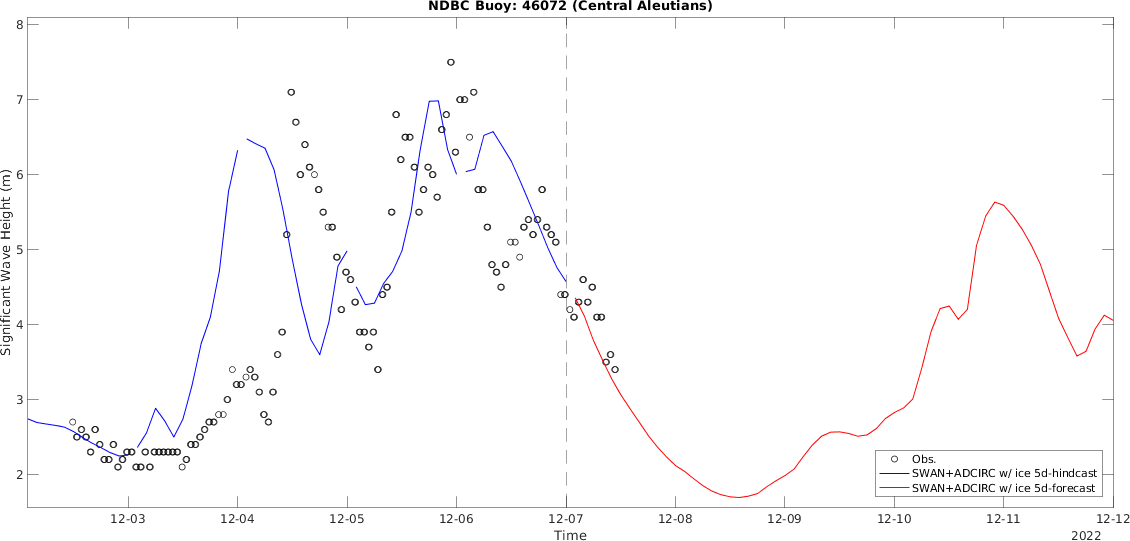 NDBC Buoy: 46072 (Central Aleutians)
Significant Wave Height (m)
8
7
6
5
4
3
2
Obs.
SWAN+ADCIRC w/ ice 5d-hindcast
SWAN+ADCIRC w/ ice 5d-forecast
12-03 12-04 12-05 12-06 12-07 12-08 12-09 12-10 12-11 12-12
Time
2022